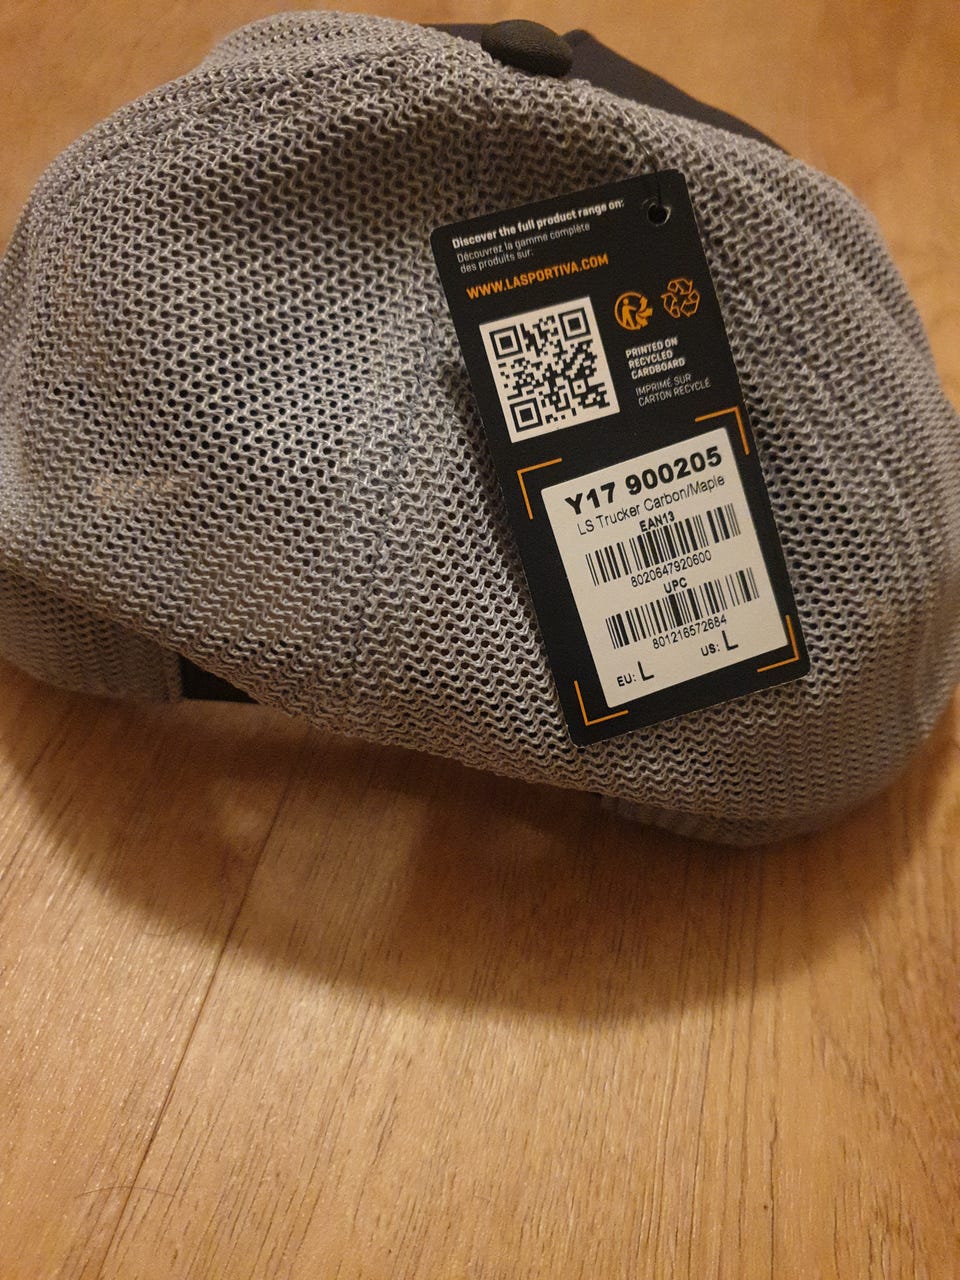 Discover the full product range on:
Découvrez la gamme complète
des produits sur:
WWW.LASPORTIVA.COM
PRINTED ON
RECYCLED
CARDBOARD
IMPRIMÉ SUR
CARTON RECYCLÉ
Y17 900205
LS Trucker Carbon/Maple
EAN13
8020647920600
UPC
801216572684
EU: L US: L